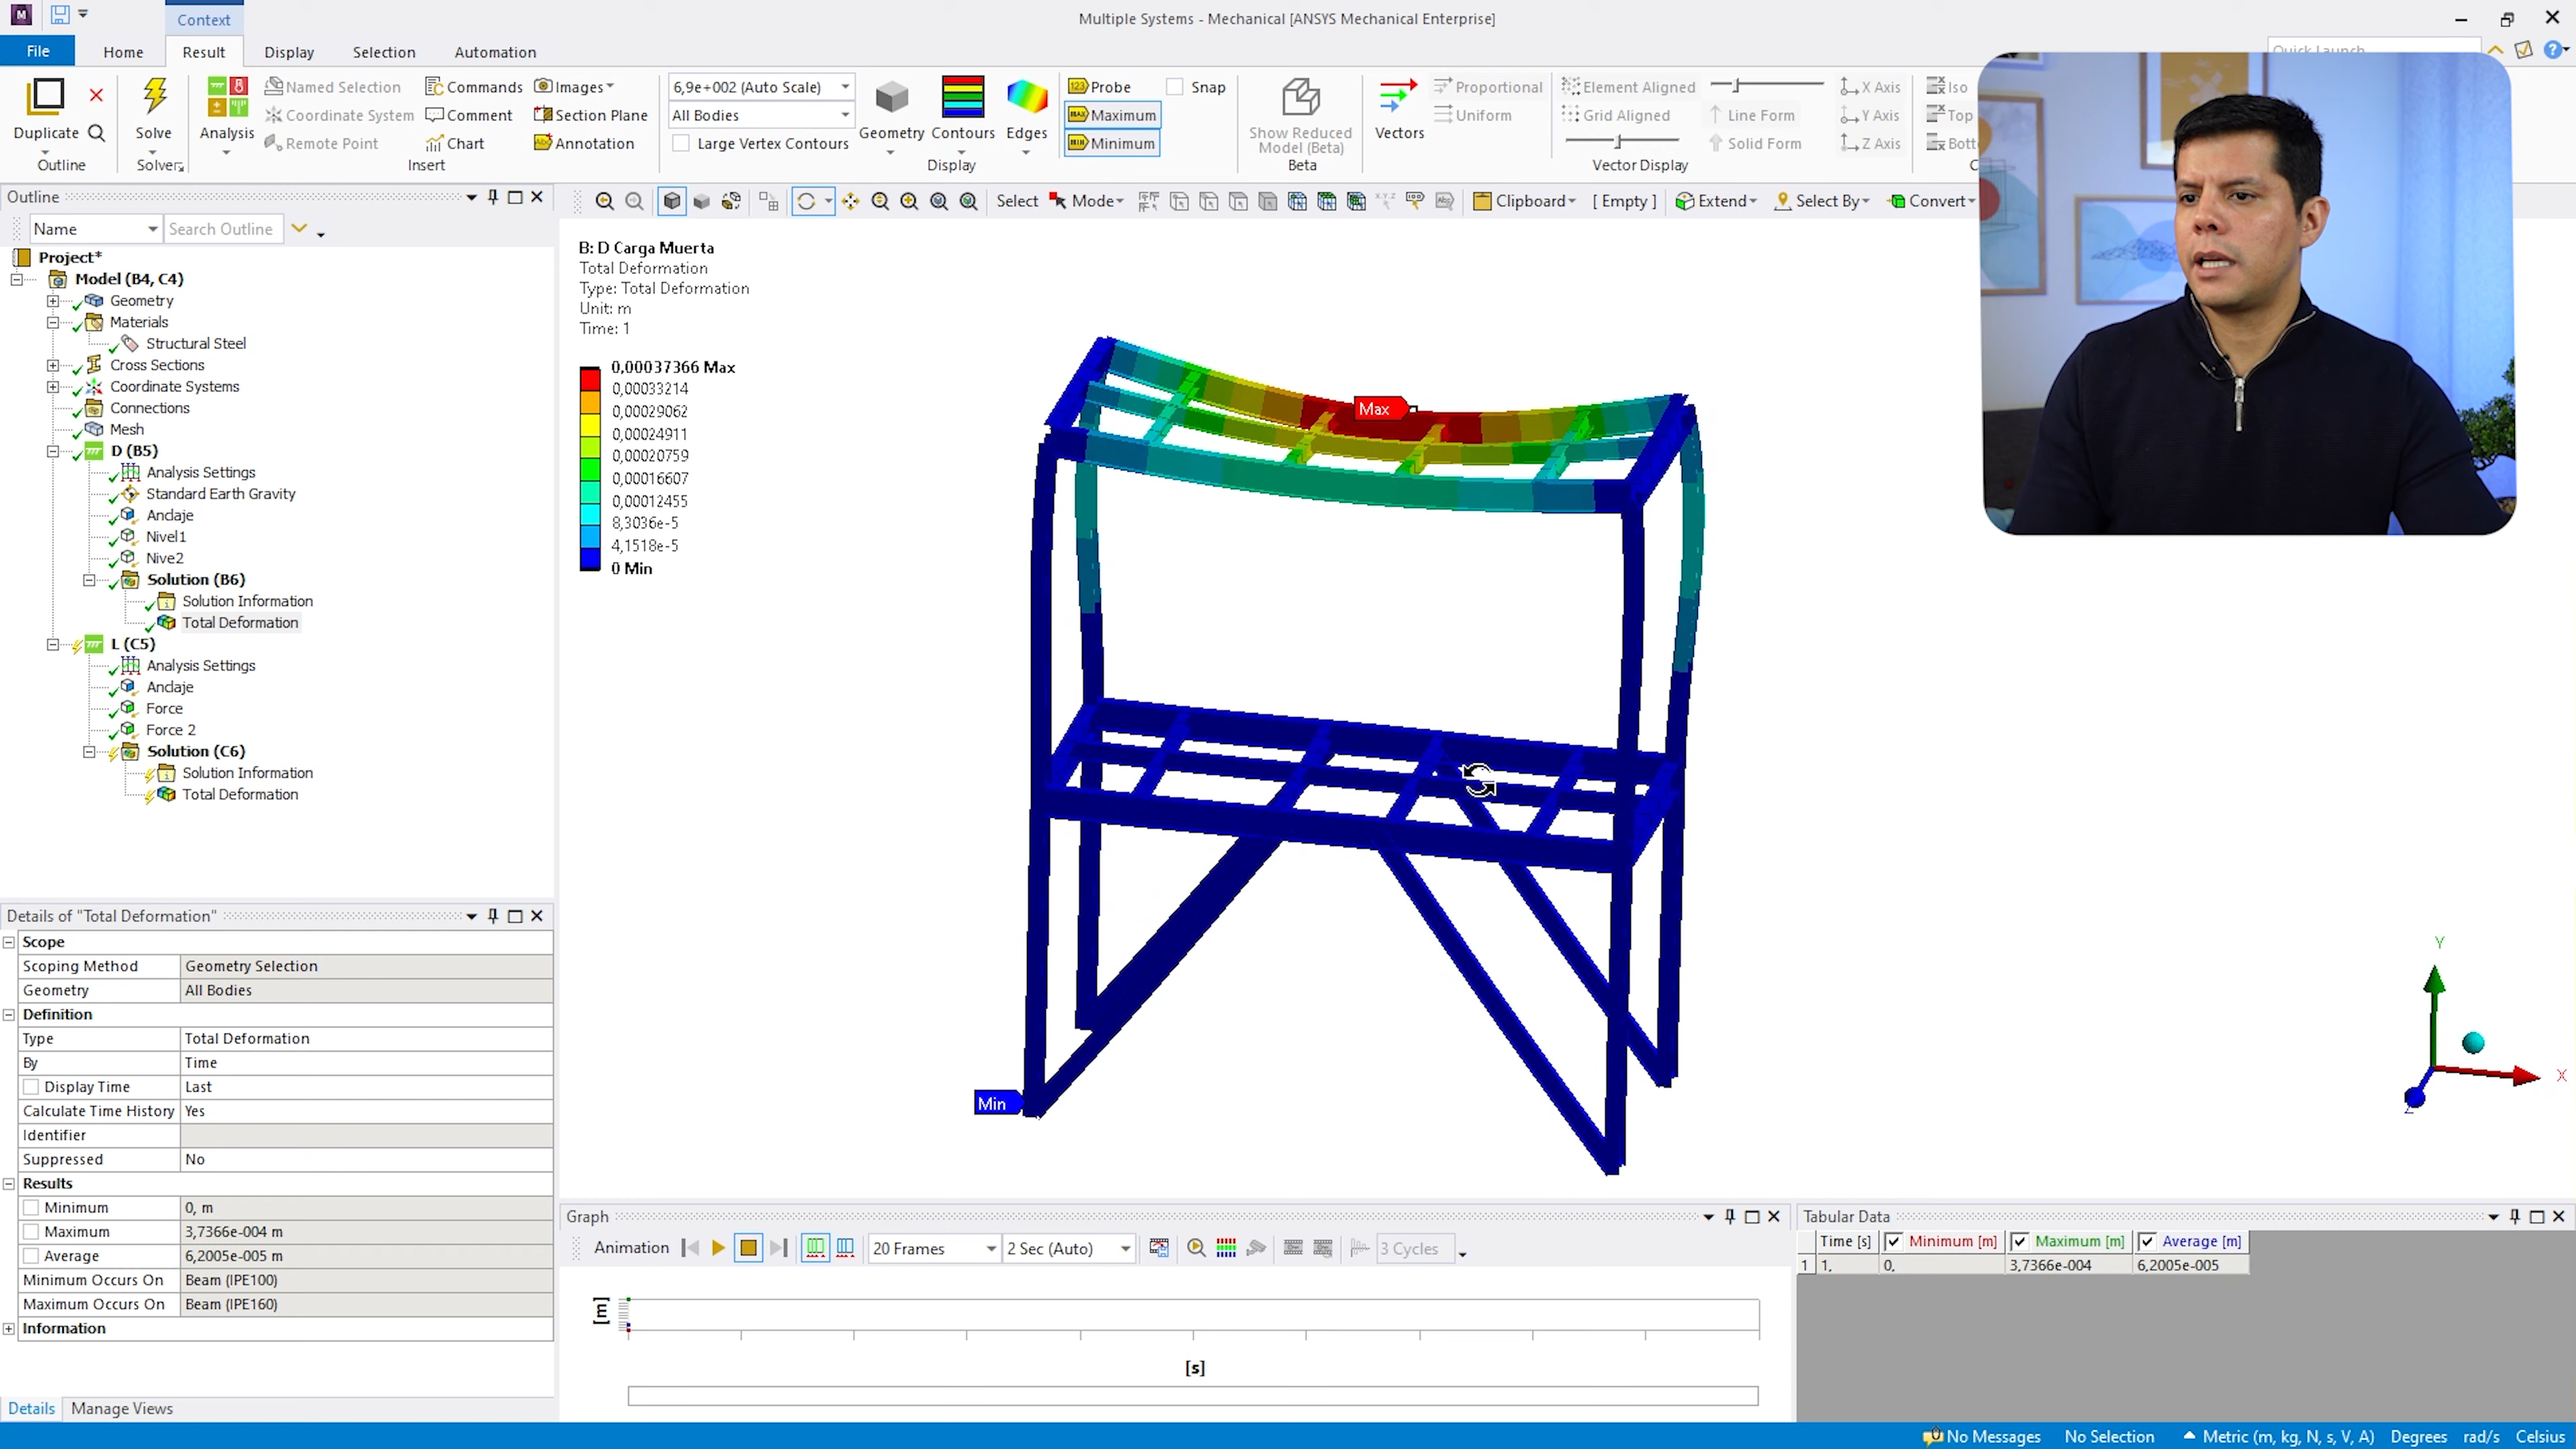 Context
Multiple Systems - Mechanical [ANSYS Mechanical Enterprise]
File
Home
Result
Display
Selection
Automation
Quick Launch
Duplicate
Outline
Solve
Solver
Analysis
Named Selection
Coordinate System
Remote Point
Commands
Comment
Chart
Images
Section Plane
Annotation
Insert
6,9e+002 (Auto Scale)
All Bodies
Large Vertex Contours
Geometry
Contours
Edges
Display
Probe
Maximum
Minimum
Snap
Show Reduced
Model (Beta)
Beta
Vectors
Proportional
Uniform
Element Aligned
Grid Aligned
Line Form
Solid Form
Vector Display
X Axis
Y Axis
Z Axis
Iso
Top
Bott
C
Outline
Name
Search Outline
Select
Mode
Clipboard
[ Empty ]
Extend
Select By
Convert
Project*
Model (B4, C4)
Geometry
Materials
Structural Steel
Cross Sections
Coordinate Systems
Connections
Mesh
D (B5)
Analysis Settings
Standard Earth Gravity
Anclaje
Nivel1
Nive2
Solution (B6)
Solution Information
Total Deformation
L (C5)
Analysis Settings
Anclaje
Force
Force 2
Solution (C6)
Solution Information
Total Deformation
B: D Carga Muerta
Total Deformation
Type: Total Deformation
Unit: m
Time: 1
0,00037366 Max
0,00033214
0,00029062
0,00024911
0,00020759
0,00016607
0,00012455
8,3036e-5
4,1518e-5
0 Min
Max
Min
Y
X
Z
Details of "Total Deformation"
Scope
Scoping Method Geometry Selection
Geometry All Bodies
Definition
Type Total Deformation
By Time
Display Time Last
Calculate Time History Yes
Identifier
Suppressed No
Results
Minimum 0, m
Maximum 3,7366e-004 m
Average 6,2005e-005 m
Minimum Occurs On Beam (IPE100)
Maximum Occurs On Beam (IPE160)
Information
Details
Manage Views
Graph
Animation
20 Frames
2 Sec (Auto)
3 Cycles
[m]
[s]
Tabular Data
Time [s] Minimum [m] Maximum [m] Average [m]
1 1, 0, 3,7366e-004 6,2005e-005
No Messages
No Selection
Metric (m, kg, N, s, V, A)
Degrees
rad/s
Celsius